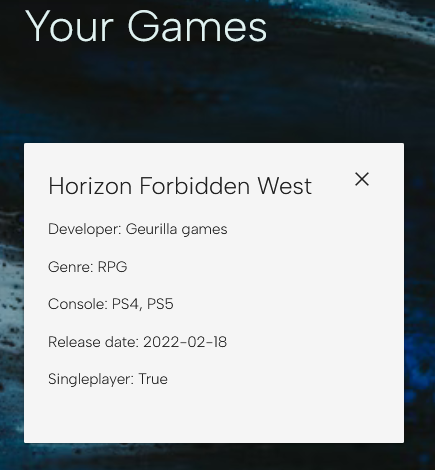 Your Games
Horizon Forbidden West
Developer: Geurilla games
Genre: RPG
Console: PS4, PS5
Release date: 2022-02-18
Singleplayer: True